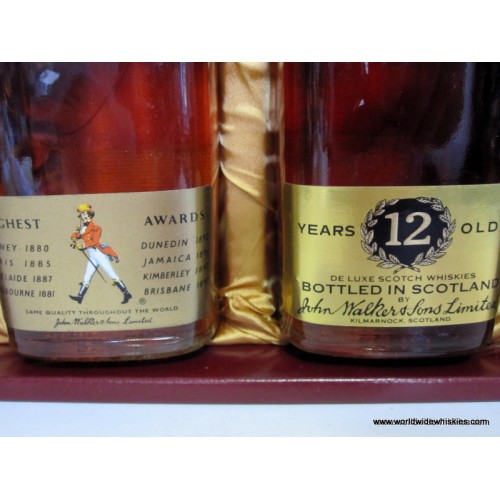 GHEST AWARDS
NEY 1880 DUNEDIN
IS 1885 JAMAICA
LAIDE 1887 KIMBERLEY
BOURNE 1881 BRISBANE
®
SAME QUALITY THROUGHOUT THE WORLD
John Walker & Sons Limited
YEARS 12 OLD
DE LUXE SCOTCH WHISKIES
BOTTLED IN SCOTLAND
BY
John Walker & Sons Limited
KILMARNOCK, SCOTLAND
www.worldwidewhiskies.com